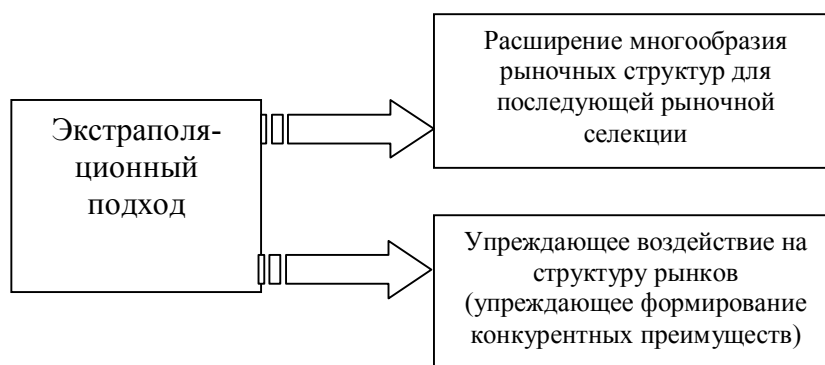 Экстраполя-
ционный
подход
Расширение многообразия
рыночных структур для
последующей рыночной
селекции
Упреждающее воздействие на
структуру рынков
(упреждающее формирование
конкурентных преимуществ)